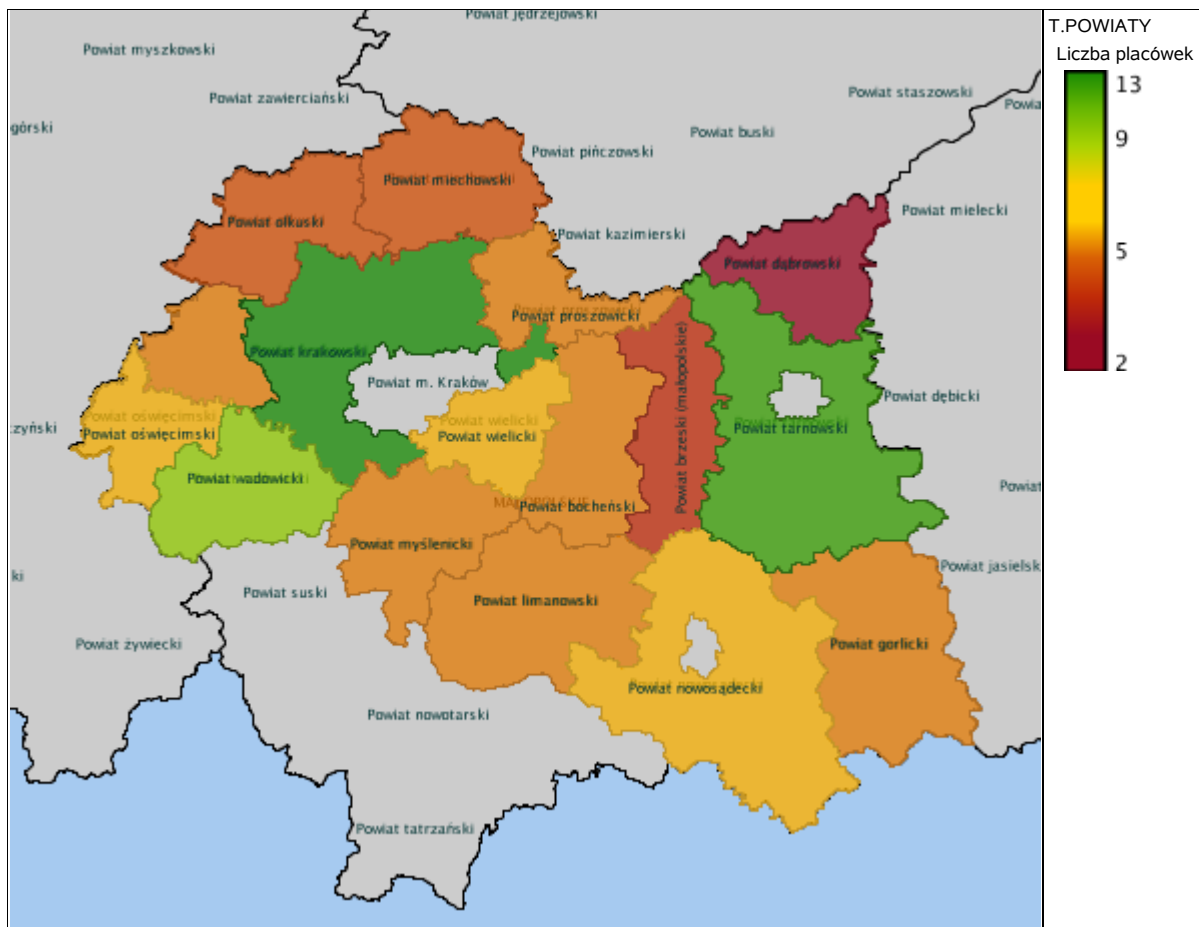 Powiat jędrzejowski
Powiat myszkowski
Powiat zawierciański
Powiat staszowski
Powia
górski
Powiat buski
Powiat pińczowski
Powiat miechowski
Powiat olkuski
Powiat mielecki
Powiat kazimierski
Powiat dąbrowski
Powiat proszowicki
Powiat krakowski
Powiat m. Kraków
Powiat brzeski (małopolskie)
Powiat dębicki
Powiat oświęcimski
Powiat oświęcimski
Powiat wielicki
Powiat wielicki
Powiat tarnowski
czyński
Powiat wadowicki
Powiat
MAŁOPOLSKIE
Powiat bocheński
Powiat myślenicki
Powiat jasielsk
ki
Powiat suski
Powiat limanowski
Powiat żywiecki
Powiat gorlicki
Powiat nowosądecki
Powiat nowotarski
Powiat tatrzański
T.POWIATY
Liczba placówek
13
9
5
2